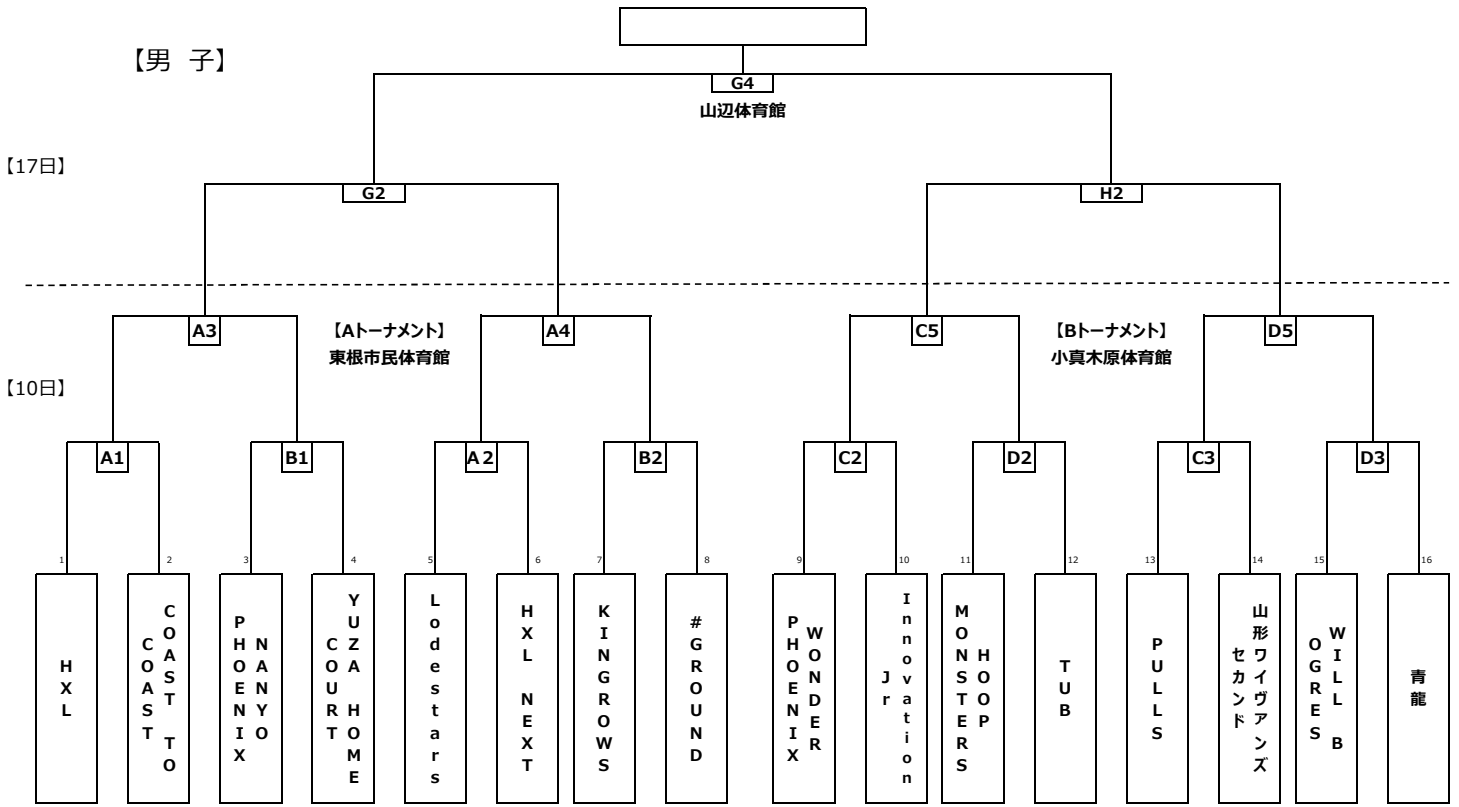 【男 子】
G4
山辺体育館
【17日】
G2
H2
A3
【Aトーナメント】
東根市民体育館
A4
C5
【Bトーナメント】
小真木原体育館
D5
【10日】
A1
B1
A2
B2
C2
D2
C3
D3
1
2
3
4
5
6
7
8
9
10
11
12
13
14
15
16
HXL
COAST TO
COAST
NANYO
PHOENIX
YUZA HOME
COURT
Lodestars
HXL NEXT
KINGROWS
#GROUND
WONDER
PHOENIX
Innovation
Jr
HOOP
MONSTERS
TUB
PULLS
山形ワイヴァンズ
セカンド
WILL B
OGRES
青龍